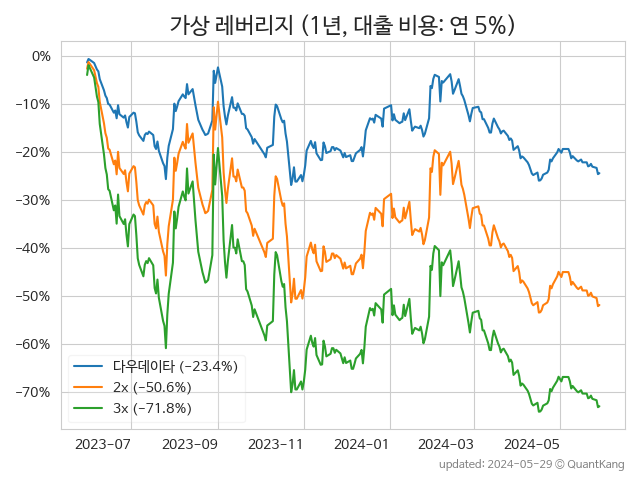 가상 레버리지 (1년, 대출 비용: 연 5%)
0%
−10%
−20%
−30%
−40%
−50%
−60%
−70%
다우데이타 (−23.4%)
2x (−50.6%)
3x (−71.8%)
2023-07 2023-09 2023-11 2024-01 2024-03 2024-05
updated: 2024-05-29 © QuantKang